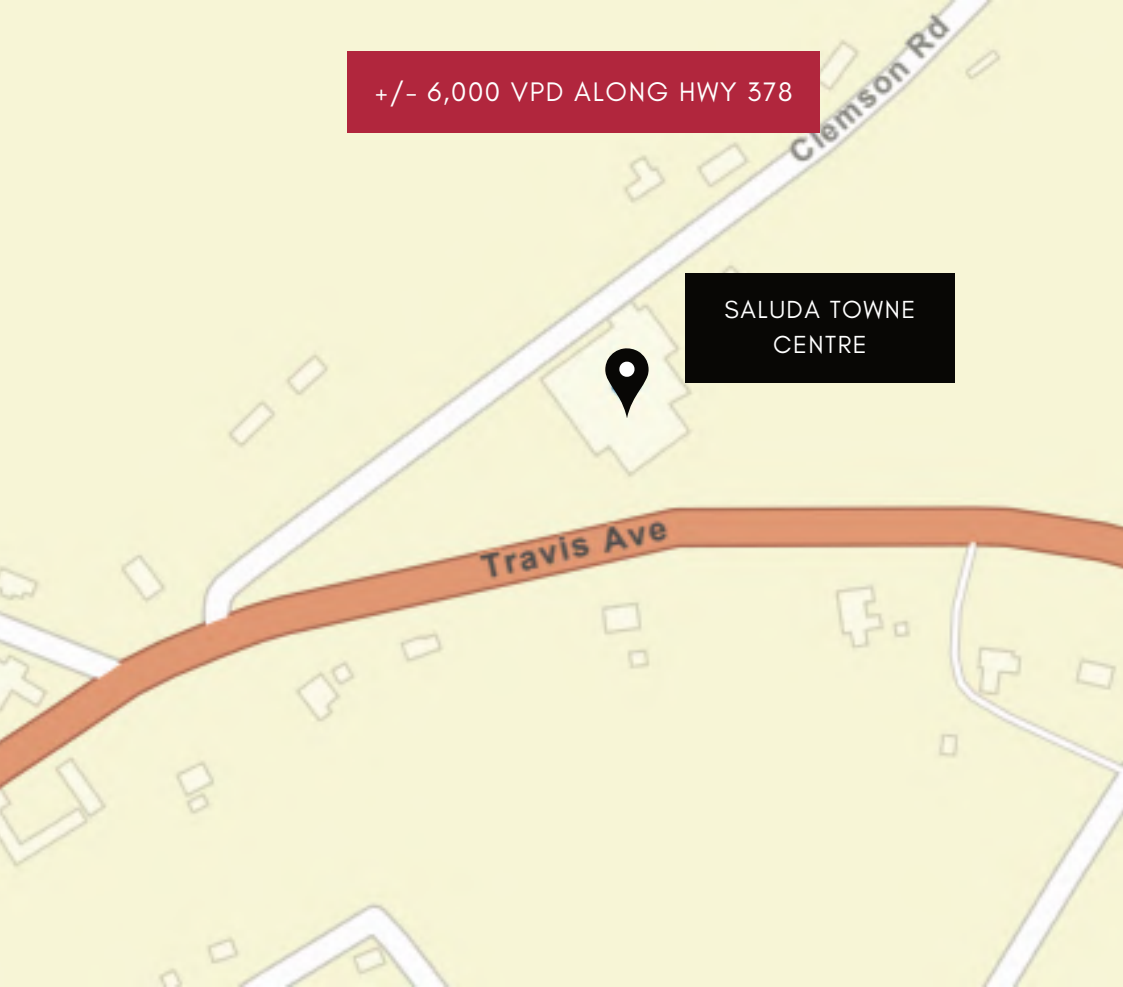 Clemson Rd
+/- 6,000 VPD ALONG HWY 378
SALUDA TOWNE
CENTRE
Travis Ave